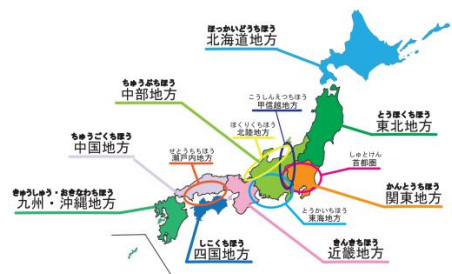 ほっかいどうちほう
北海道地方
ちゅうぶちほう
中部地方
こうしんえつちほう
甲信越地方
ほくりくちほう
北陸地方
とうほくちほう
東北地方
ちゅうごくちほう
中国地方
せとうちちほう
瀬戸内地方
しゅとけん
首都圏
きゅうしゅう・おきなわちほう
九州・沖縄地方
かんとうちほう
関東地方
とうかいちほう
東海地方
しこくちほう
四国地方
きんきちほう
近畿地方